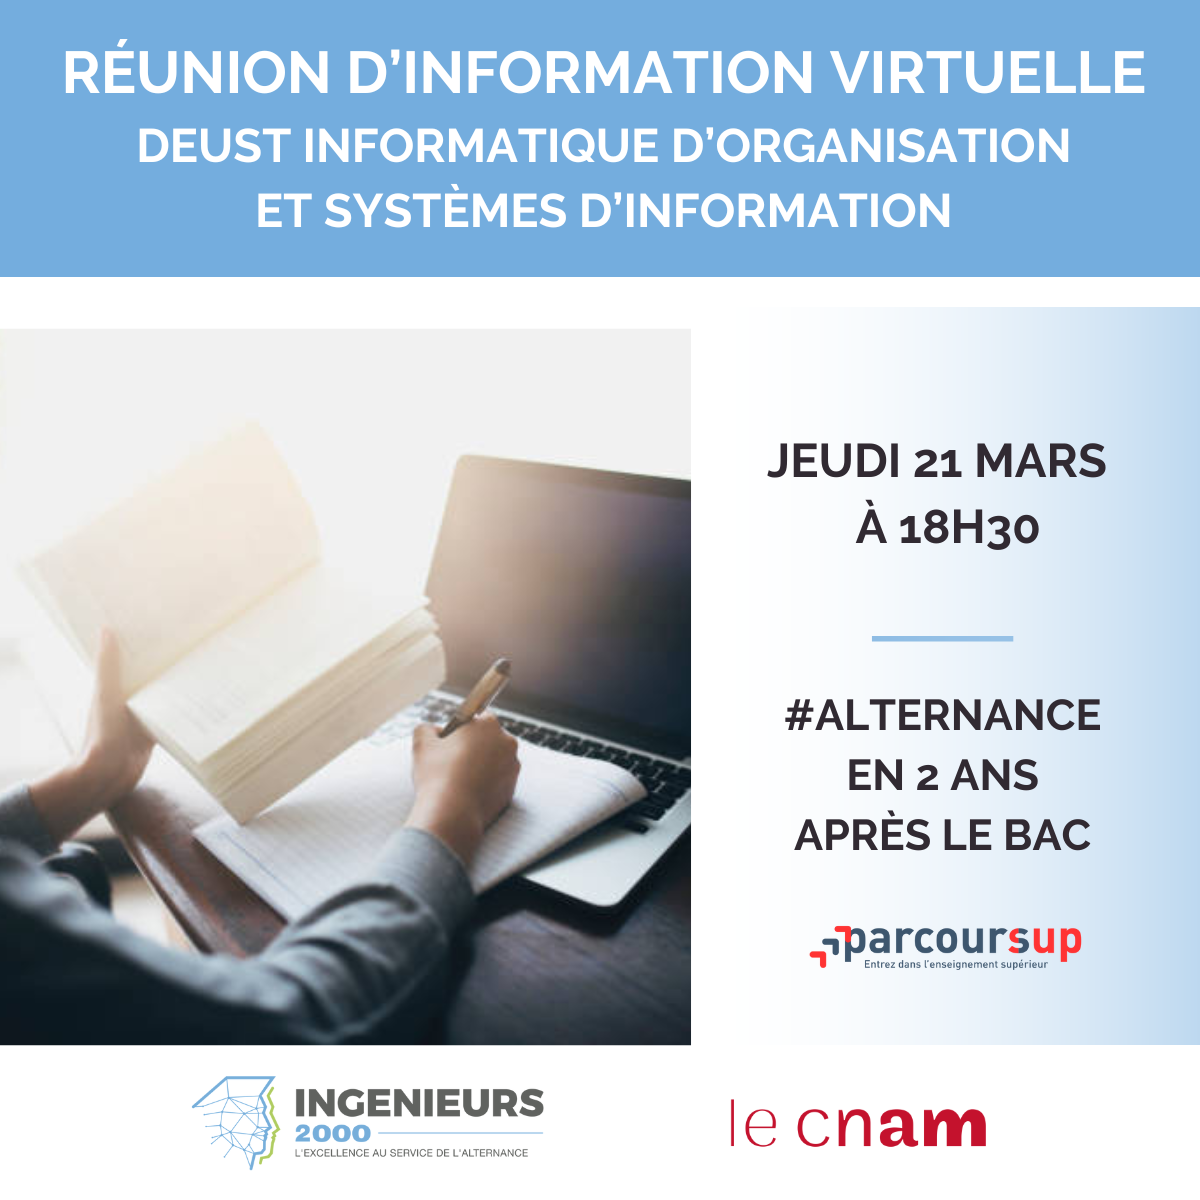 RÉUNION D’INFORMATION VIRTUELLE
DEUST INFORMATIQUE D’ORGANISATION
ET SYSTÈMES D’INFORMATION
JEUDI 21 MARS
À 18H30
#ALTERNANCE
EN 2 ANS
APRÈS LE BAC
parcoursup
Entrez dans l'enseignement supérieur
INGENIEURS
2000
L'EXCELLENCE AU SERVICE DE L'ALTERNANCE
le cnam